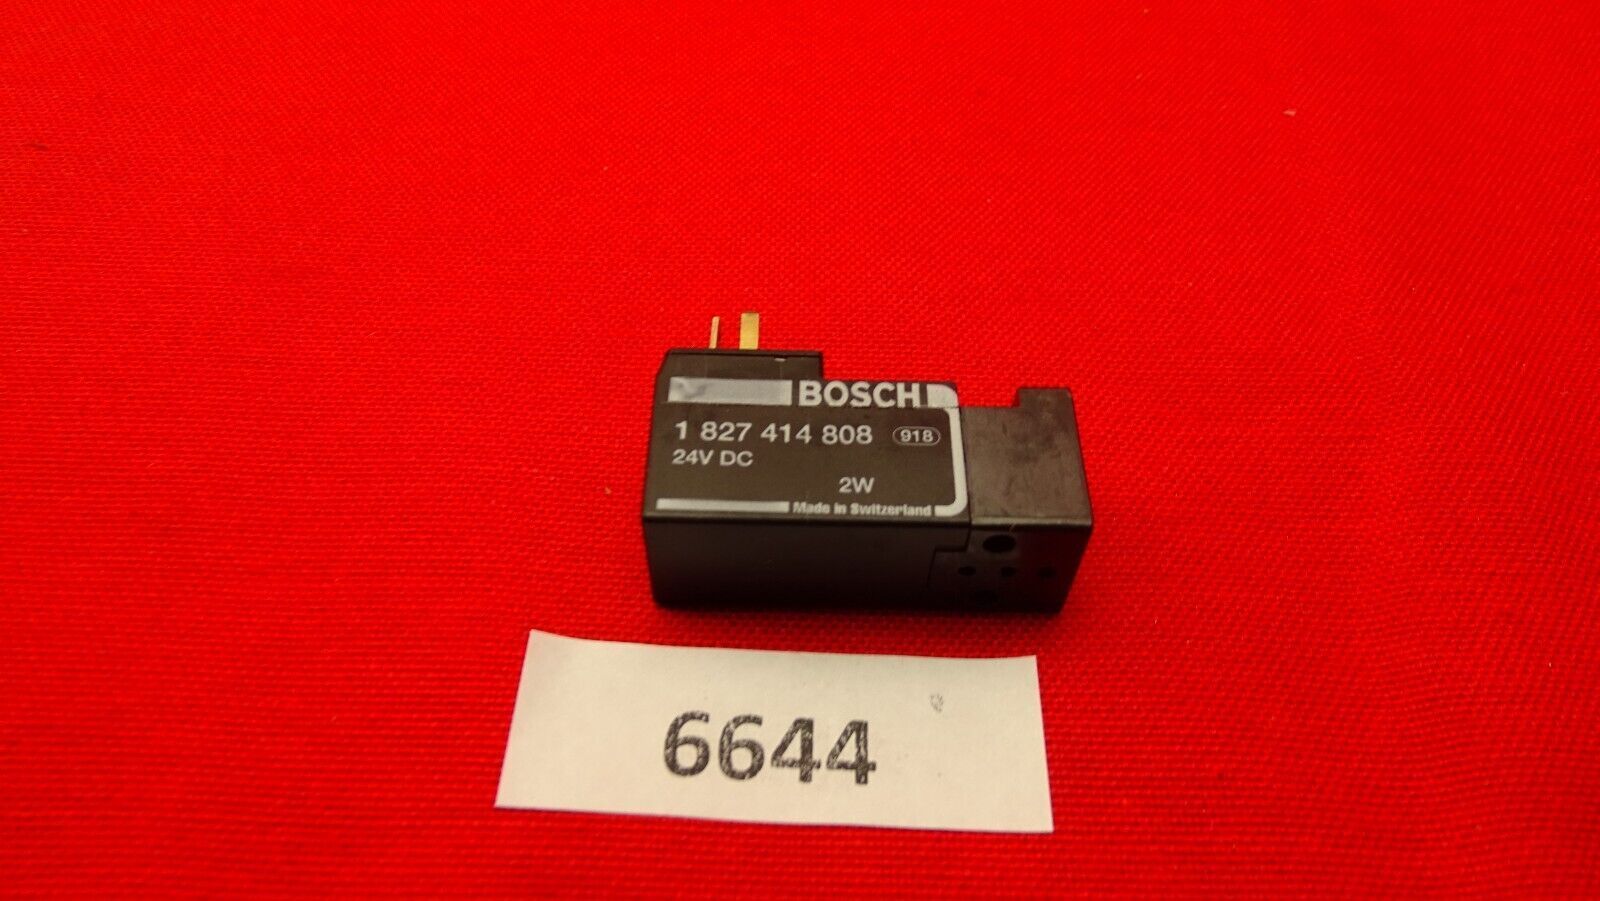 BOSCH
1 827 414 808 918
24V DC
2W
Made in Switzerland
6644